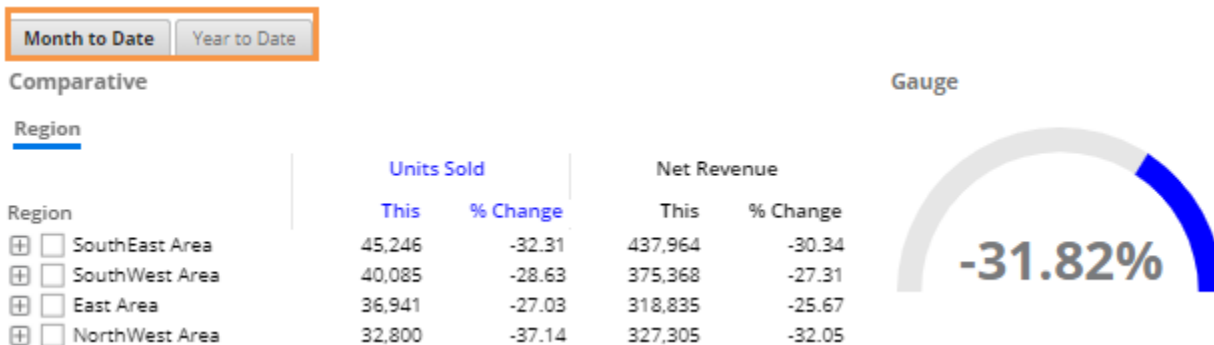 Month to Date Year to Date
Comparative
Gauge
Region
Units Sold Net Revenue
Region This % Change This % Change
SouthEast Area 45,246 -32.31 437,964 -30.34
SouthWest Area 40,085 -28.63 375,368 -27.31
East Area 36,941 -27.03 318,835 -25.67
NorthWest Area 32,800 -37.14 327,305 -32.05
-31.82%